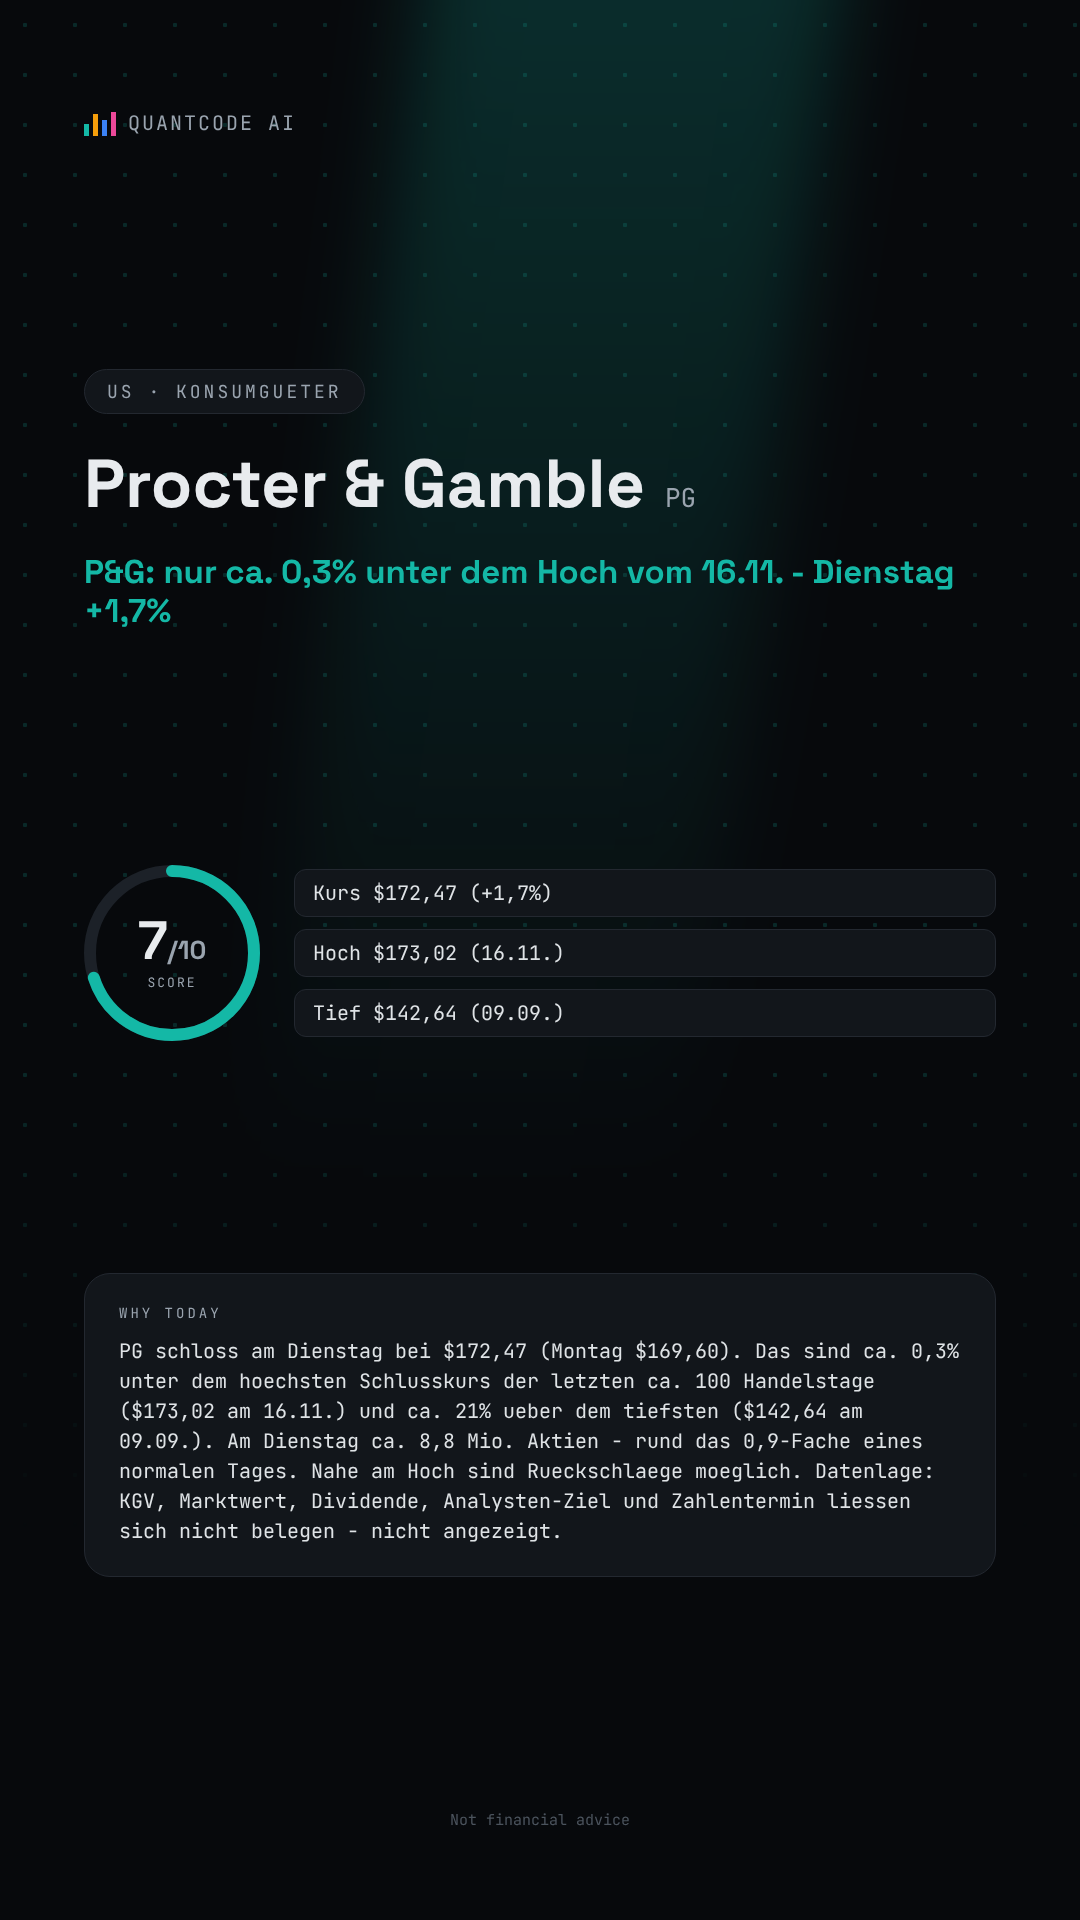 QUANTCODE AI
US · KONSUMGUETER
Procter & Gamble PG
P&G: nur ca. 0,3% unter dem Hoch vom 16.11. - Dienstag
+1,7%
7/10
SCORE
Kurs $172,47 (+1,7%)
Hoch $173,02 (16.11.)
Tief $142,64 (09.09.)
WHY TODAY
PG schloss am Dienstag bei $172,47 (Montag $169,60). Das sind ca. 0,3%
unter dem hoechsten Schlusskurs der letzten ca. 100 Handelstage
($173,02 am 16.11.) und ca. 21% ueber dem tiefsten ($142,64 am
09.09.). Am Dienstag ca. 8,8 Mio. Aktien - rund das 0,9-Fache eines
normalen Tages. Nahe am Hoch sind Rueckschlaege moeglich. Datenlage:
KGV, Marktwert, Dividende, Analysten-Ziel und Zahlentermin liessen
sich nicht belegen - nicht angezeigt.
Not financial advice